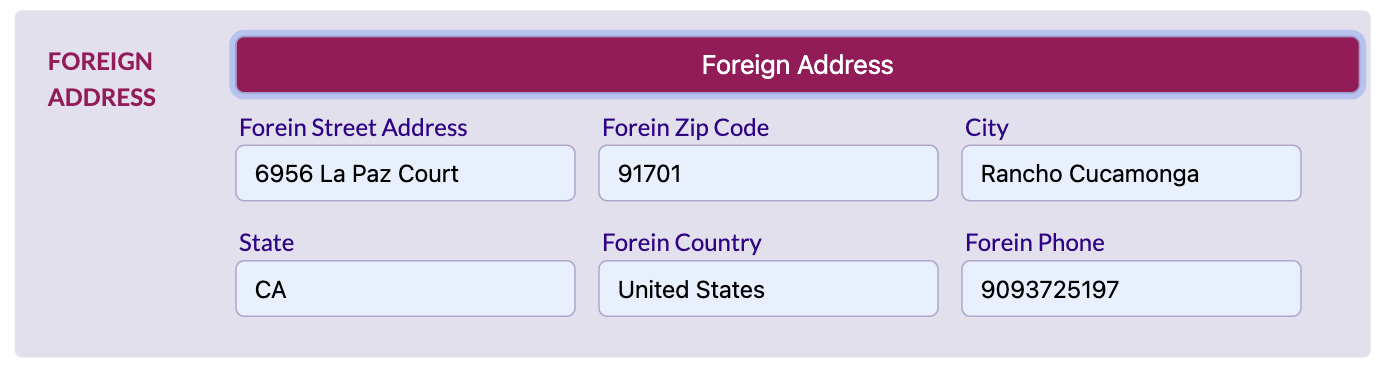 FOREIGN
ADDRESS
Foreign Address
Forein Street Address
Forein Zip Code
City
6956 La Paz Court
91701
Rancho Cucamonga
State
Forein Country
Forein Phone
CA
United States
9093725197